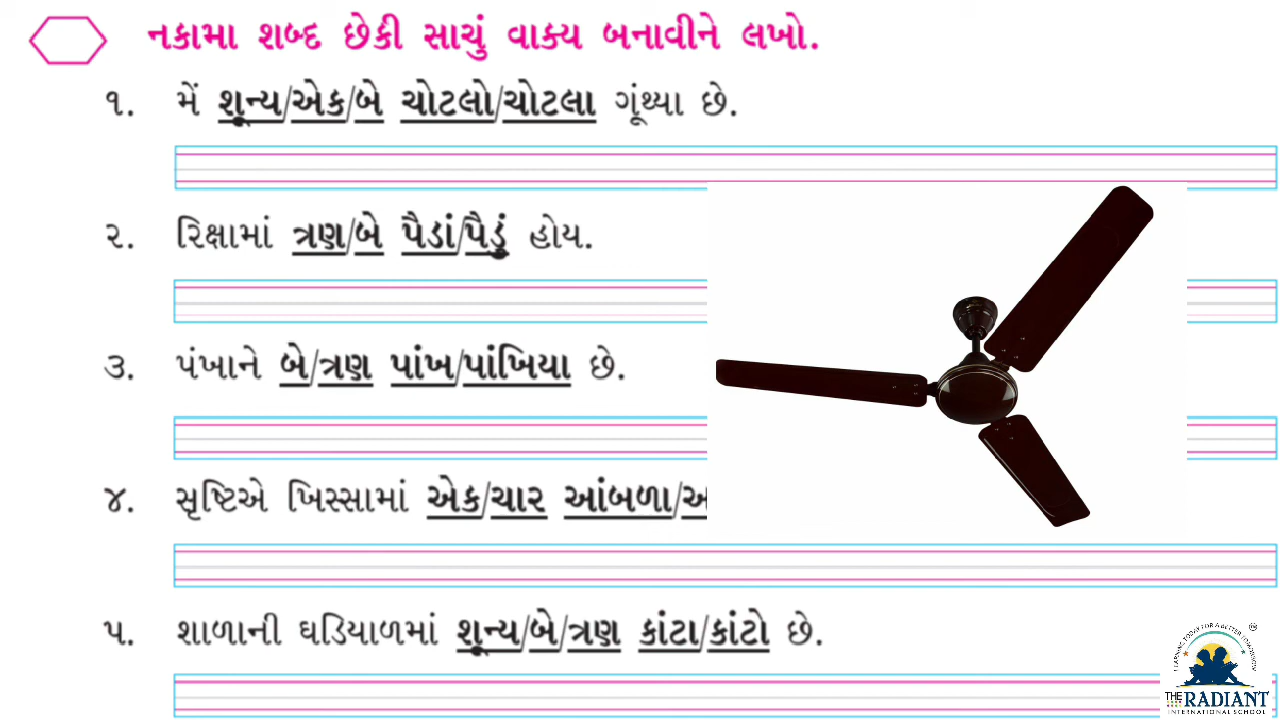 નકામા શબ્દ છેકી સાચું વાક્ય બનાવીને લખો.
૧. મેં શૂન્ય/એક/બે ચોટલો/ચોટલા ગૂંથ્યા છે.
૨. રિક્ષામાં ત્રણ/બે પૈડાં/પૈડું હોય.
૩. પંખાને બે/ત્રણ પાંખ/પાંખિયા છે.
૪. સૃષ્ટિએ ખિસ્સામાં એક/ચાર આંબળા/
૫. શાળાની ઘડિયાળમાં શૂન્ય/બે/ત્રણ કાંટા/કાંટો છે.
THE RADIANT
INTERNATIONAL SCHOOL